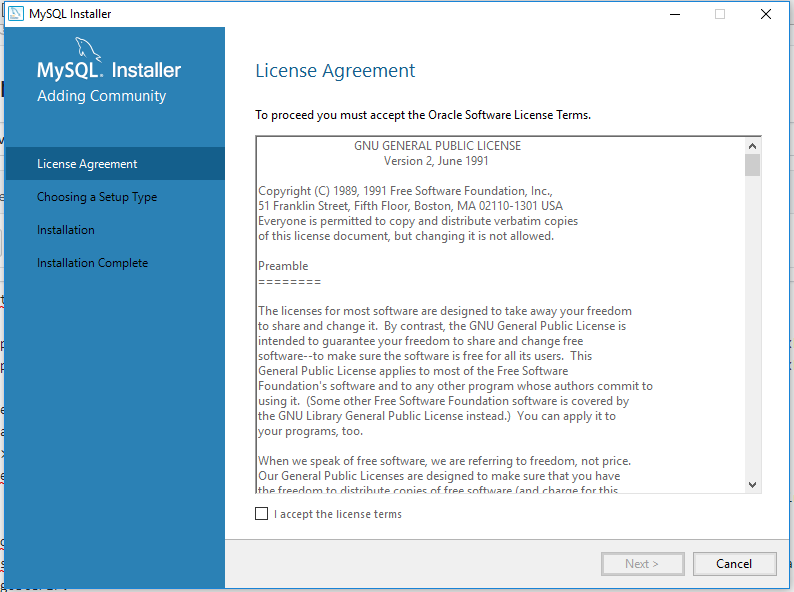 MySQL Installer
MySQL. Installer
Adding Community
License Agreement
Choosing a Setup Type
Installation
Installation Complete
License Agreement
To proceed you must accept the Oracle Software License Terms.
GNU GENERAL PUBLIC LICENSE
Version 2, June 1991
Copyright (C) 1989, 1991 Free Software Foundation, Inc.,
51 Franklin Street, Fifth Floor, Boston, MA 02110-1301 USA
Everyone is permitted to copy and distribute verbatim copies
of this license document, but changing it is not allowed.
Preamble
========
The licenses for most software are designed to take away your freedom
to share and change it.  By contrast, the GNU General Public License is
intended to guarantee your freedom to share and change free
software--to make sure the software is free for all its users.  This
General Public License applies to most of the Free Software
Foundation's software and to any other program whose authors commit to
using it.  (Some other Free Software Foundation software is covered by
the GNU Library General Public License instead.)  You can apply it to
your programs, too.
When we speak of free software, we are referring to freedom, not price.
Our General Public Licenses are designed to make sure that you have
the freedom to distribute copies of free software (and charge for this
I accept the license terms
Next >
Cancel